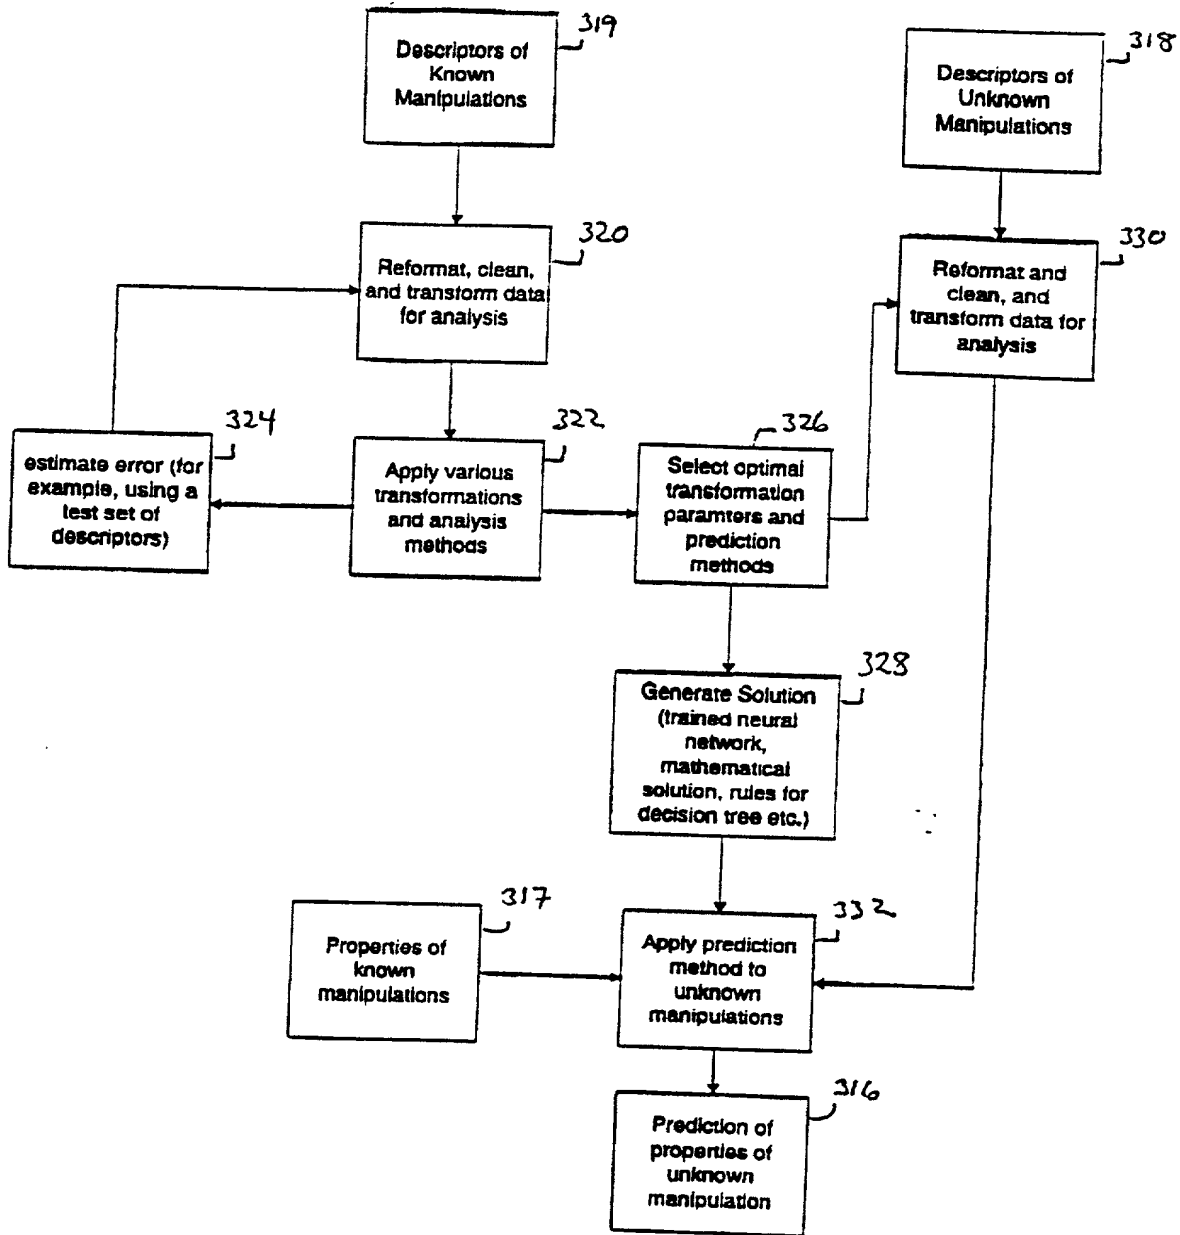 319
Descriptors of
Known
Manipulations
318
Descriptors of
Unknown
Manipulations
320
Reformat, clean,
and transform data
for analysis
330
Reformat and
clean, and
transform data for
analysis
324
estimate error (for
example, using a
test set of
descriptors)
322
Apply various
transformations
and analysis
methods
326
Select optimal
transformation
paramters and
prediction
methods
328
Generate Solution
(trained neural
network,
mathematical
solution, rules for
decision tree etc.)
317
Properties of
known
manipulations
332
Apply prediction
method to
unknown
manipulations
316
Prediction of
properties of
unknown
manipulation